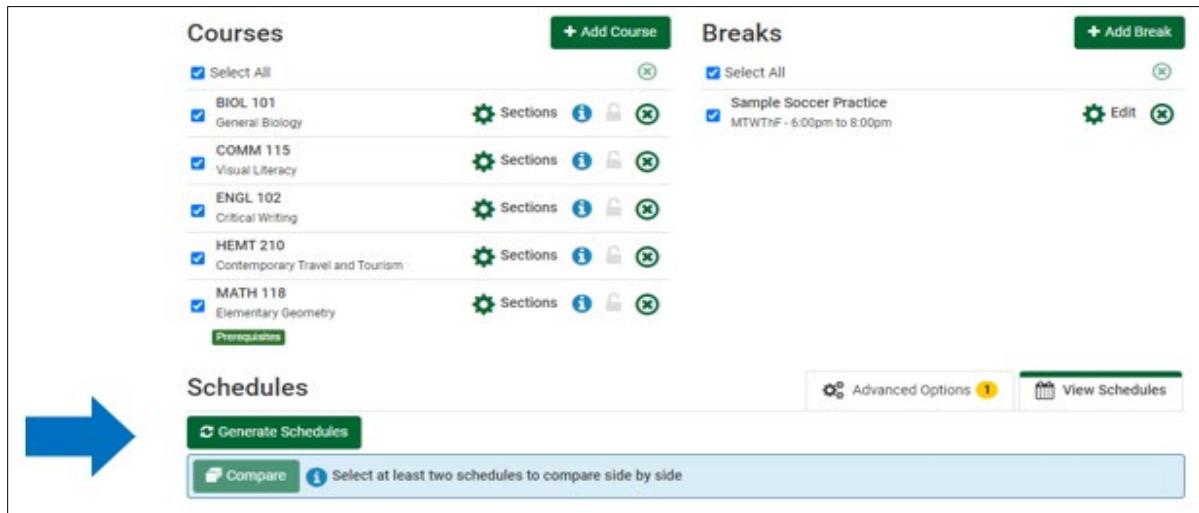 Courses
+ Add Course
Select All
BIOL 101
General Biology
Sections
COMM 115
Visual Literacy
Sections
ENGL 102
Critical Writing
Sections
HEMT 210
Contemporary Travel and Tourism
Sections
MATH 118
Elementary Geometry
Sections
Prerequisites
Breaks
+ Add Break
Select All
Sample Soccer Practice
MTWThF - 6:00pm to 8:00pm
Edit
Schedules
Advanced Options 1
View Schedules
Generate Schedules
Compare
Select at least two schedules to compare side by side